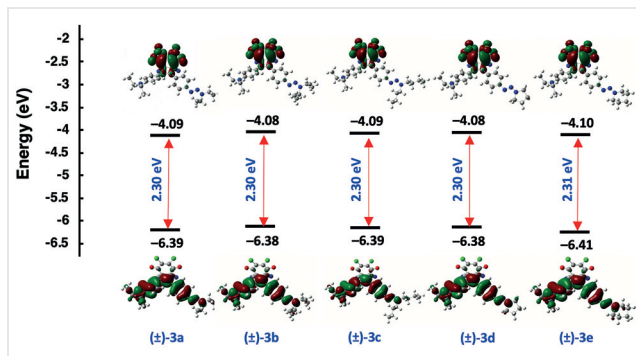 Energy (eV)
-2
-2.5
-3
-3.5
-4
-4.5
-5
-5.5
-6
-6.5
−4.09
−4.08
−4.09
−4.08
−4.10
2.30 eV
2.30 eV
2.30 eV
2.30 eV
2.31 eV
−6.39
−6.38
−6.39
−6.38
−6.41
(±)-3a
(±)-3b
(±)-3c
(±)-3d
(±)-3e